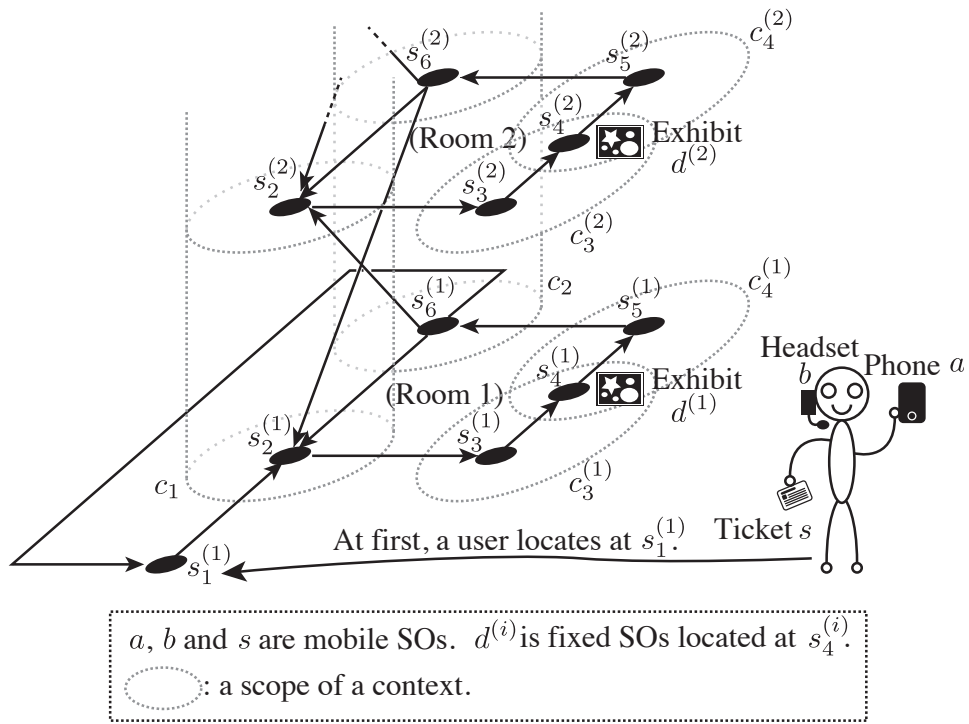 s_6^{(2)}
s_5^{(2)}
c_4^{(2)}
(Room 2)
s_4^{(2)}
Exhibit
d^{(2)}
s_2^{(2)}
s_3^{(2)}
c_3^{(2)}
s_6^{(1)}
c_2
s_5^{(1)}
c_4^{(1)}
(Room 1)
s_4^{(1)}
Exhibit
d^{(1)}
Headset
b
Phone a
s_2^{(1)}
s_3^{(1)}
c_1
c_3^{(1)}
Ticket s
At first, a user locates at s_1^{(1)}.
s_1^{(1)}
a, b and s are mobile SOs. d^{(i)} is fixed SOs located at s_4^{(i)}.
: a scope of a context.